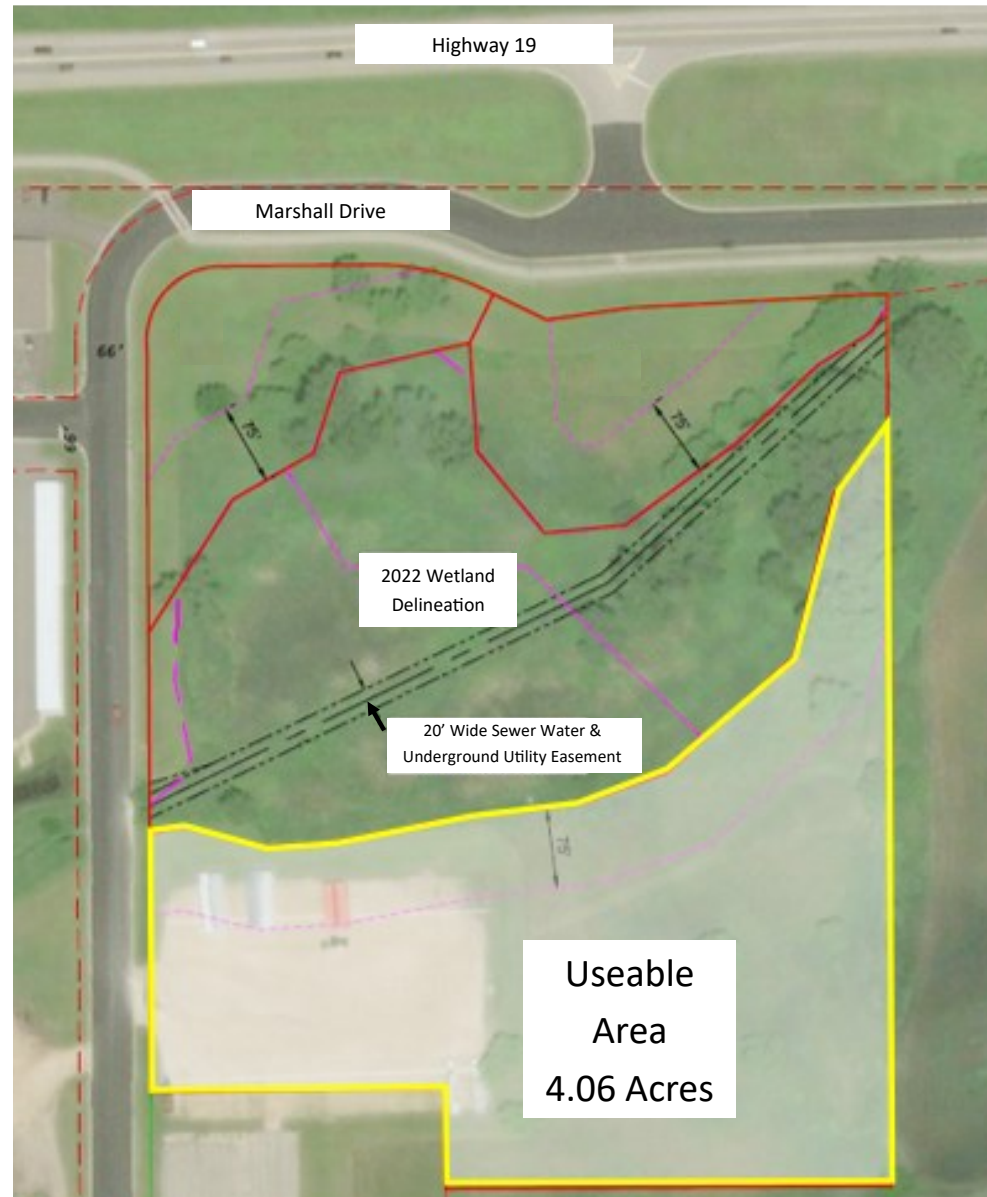 Highway 19
Marshall Drive
66'
75'
75'
66'
2022 Wetland
Delineation
20' Wide Sewer Water &
Underground Utility Easement
75'
Useable
Area
4.06 Acres